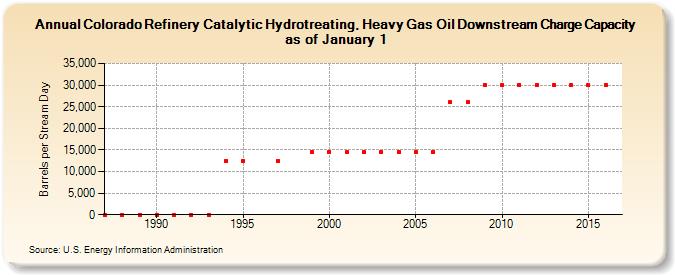 Annual Colorado Refinery Catalytic Hydrotreating, Heavy Gas Oil Downstream Charge Capacity
as of January 1
Barrels per Stream Day
35,000
30,000
25,000
20,000
15,000
10,000
5,000
0
1990 1995 2000 2005 2010 2015
Source: U.S. Energy Information Administration